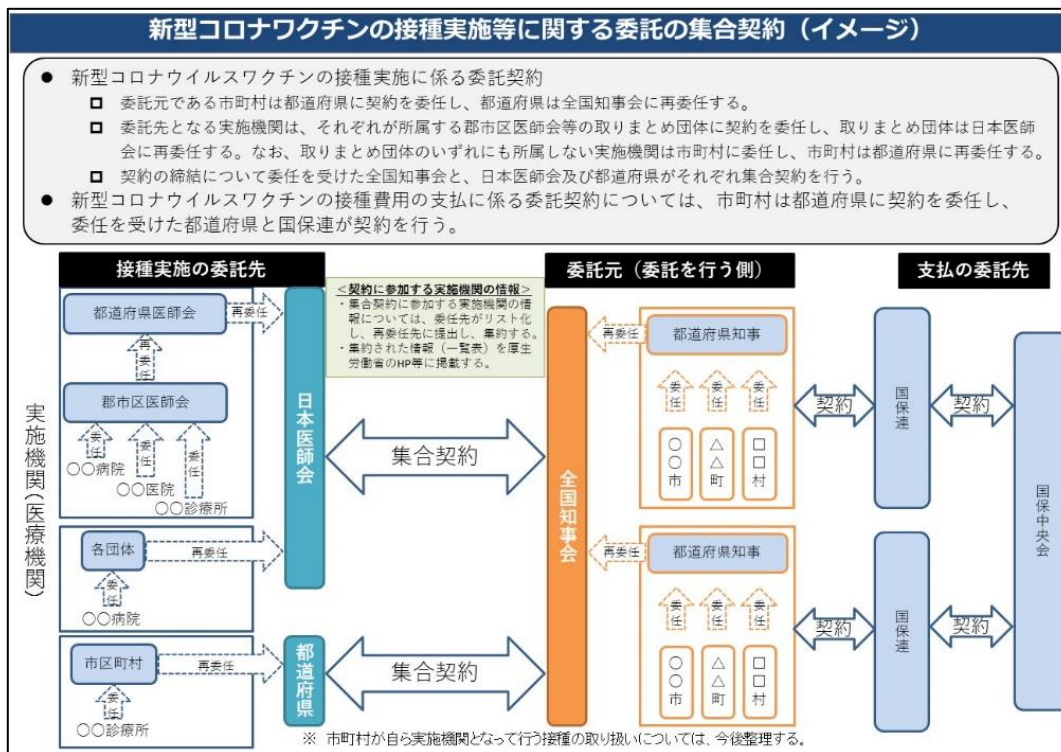 新型コロナワクチンの接種実施等に関する委託の集合契約（イメージ）
● 新型コロナウイルスワクチンの接種実施に係る委託契約
□ 委託元である市町村は都道府県に契約を委任し、都道府県は全国知事会に再委任する。
□ 委託先となる実施機関は、それぞれが所属する郡市区医師会等の取りまとめ団体に契約を委任し、取りまとめ団体は日本医師
会に再委任する。なお、取りまとめ団体のいずれにも所属しない実施機関は市町村に委任し、市町村は都道府県に再委任する。
□ 契約の締結について委任を受けた全国知事会と、日本医師会及び都道府県がそれぞれ集合契約を行う。
● 新型コロナウイルスワクチンの接種費用の支払に係る委託契約については、市町村は都道府県に契約を委任し、
委任を受けた都道府県と国保連が契約を行う。
接種実施の委託先
委託元（委託を行う側）
支払の委託先
実施機関(医療機関)
都道府県医師会
再委任
再委任
郡市区医師会
委任
委任
委任
〇〇病院
〇〇医院
〇〇診療所
各団体
再委任
委任
〇〇病院
市区町村
再委任
委任
〇〇診療所
日本医師会
都道府県
＜契約に参加する実施機関の情報＞
・集合契約に参加する実施機関の情
報については、委任先がリスト化
し、再委任先に提出し、集約する。
・集約された情報（一覧表）を厚生
労働省のHP等に掲載する。
集合契約
集合契約
全国知事会
再委任
都道府県知事
委任
委任
委任
〇〇市
△△町
□□村
再委任
都道府県知事
委任
委任
委任
〇〇市
△△町
□□村
契約
国保連
契約
契約
国保連
契約
国保中央会
※ 市町村が自ら実施機関となって行う接種の取り扱いについては、今後整理する。